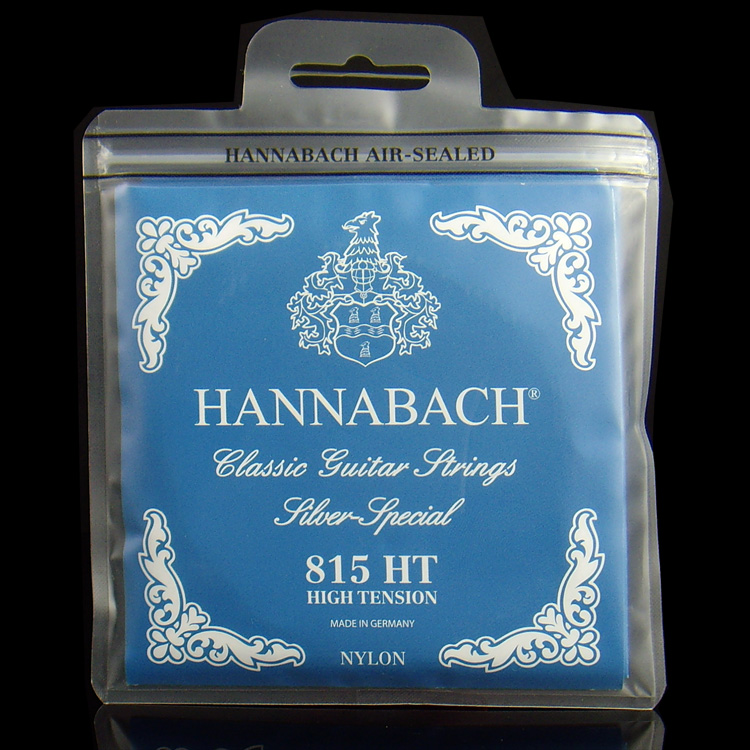 HANNABACH AIR-SEALED
HANNABACH®
Classic Guitar Strings
Silver-Special
815 HT
HIGH TENSION
MADE IN GERMANY
NYLON